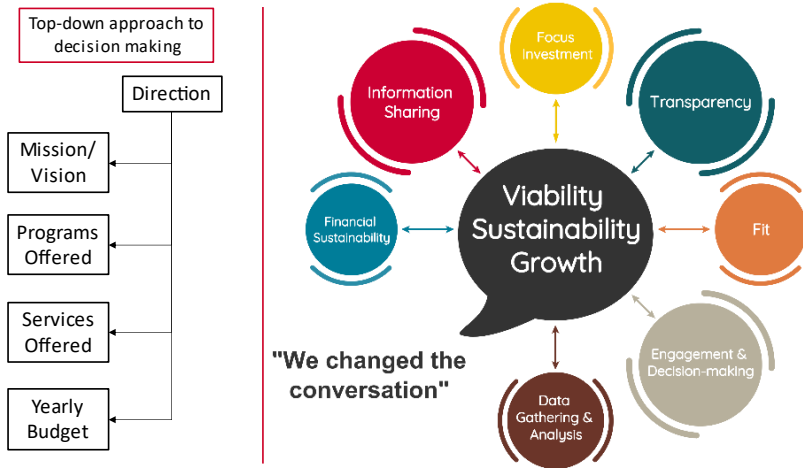 Top-down approach to
decision making
Direction
Mission/
Vision
Programs
Offered
Services
Offered
Yearly
Budget
Focus
Investment
Information
Sharing
Transparency
Financial
Sustainability
Viability
Sustainability
Growth
Fit
"We changed the
conversation"
Engagement &
Decision-making
Data
Gathering &
Analysis